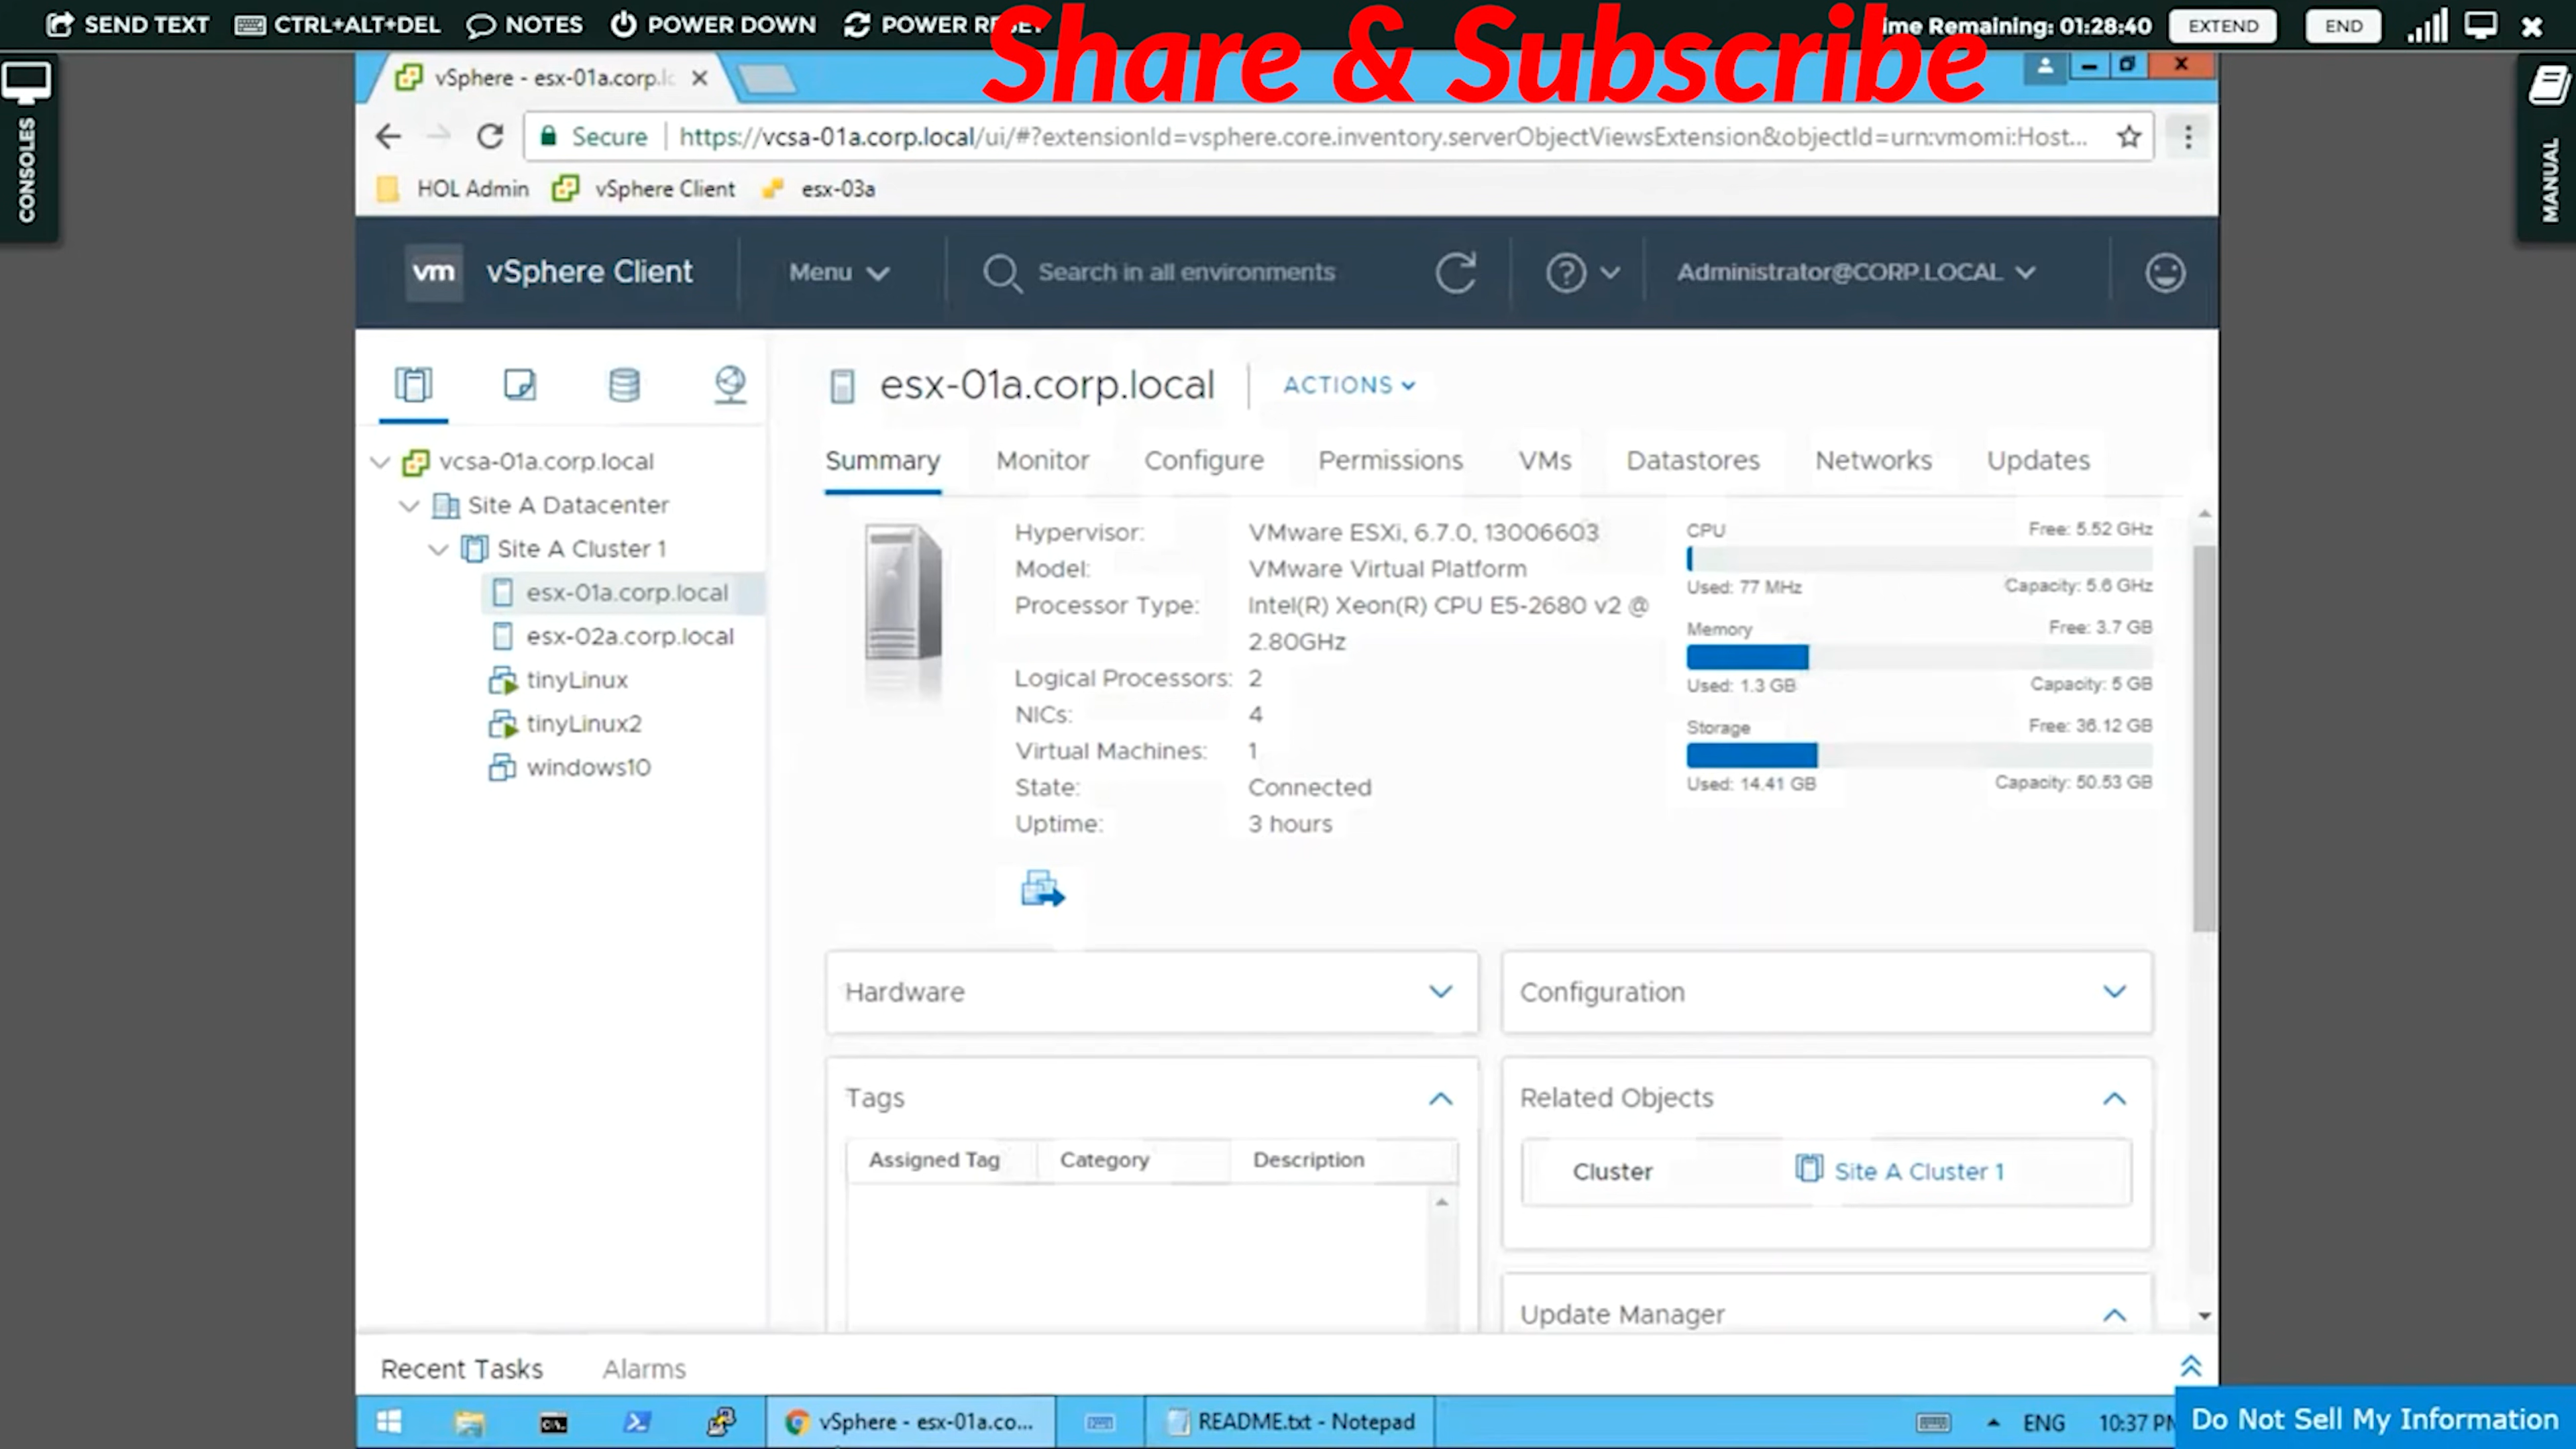 SEND TEXT CTRL+ALT+DEL NOTES POWER DOWN POWER RESET
Share & Subscribe
Time Remaining: 01:28:40 EXTEND END
CONSOLES
MANUAL
vSphere - esx-01a.corp.lc
Secure https://vcsa-01a.corp.local/ui/#?extensionId=vsphere.core.inventory.serverObjectViewsExtension&objectId=urn:vmomi:Host...
HOL Admin vSphere Client esx-03a
vm vSphere Client Menu Search in all environments Administrator@CORP.LOCAL
vcsa-01a.corp.local
Site A Datacenter
Site A Cluster 1
esx-01a.corp.local
esx-02a.corp.local
tinyLinux
tinyLinux2
windows10
esx-01a.corp.local ACTIONS
Summary Monitor Configure Permissions VMs Datastores Networks Updates
Hypervisor: VMware ESXi, 6.7.0, 13006603
Model: VMware Virtual Platform
Processor Type: Intel(R) Xeon(R) CPU E5-2680 v2 @
2.80GHz
Logical Processors: 2
NICs: 4
Virtual Machines: 1
State: Connected
Uptime: 3 hours
CPU Free: 5.52 GHz
Used: 77 MHz Capacity: 5.6 GHz
Memory Free: 3.7 GB
Used: 1.3 GB Capacity: 5 GB
Storage Free: 36.12 GB
Used: 14.41 GB Capacity: 50.53 GB
Hardware
Configuration
Tags
Assigned Tag Category Description
Related Objects
Cluster Site A Cluster 1
Update Manager
Recent Tasks Alarms
vSphere - esx-01a.co... README.txt - Notepad ENG 10:37 PM
Do Not Sell My Information